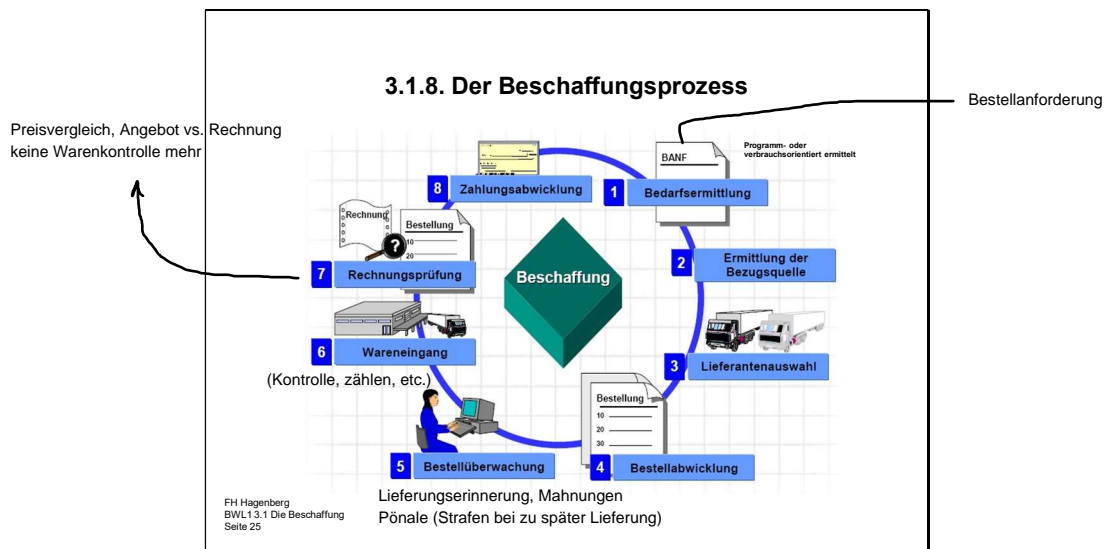 3.1.8. Der Beschaffungsprozess
Bestellanforderung
Preisvergleich, Angebot vs. Rechnung
keine Warenkontrolle mehr
BANF
Programm- oder
verbrauchsorientiert ermittelt
1 Bedarfsermittlung
2 Ermittlung der
Bezugsquelle
3 Lieferantenauswahl
Bestellung
10
20
30
4 Bestellabwicklung
5 Bestellüberwachung
Lieferungserinnerung, Mahnungen
Pönale (Strafen bei zu später Lieferung)
6 Wareneingang
(Kontrolle, zählen, etc.)
Rechnung
?
Bestellung
10
20
7 Rechnungsprüfung
8 Zahlungsabwicklung
Beschaffung
FH Hagenberg
BWL1 3.1 Die Beschaffung
Seite 25